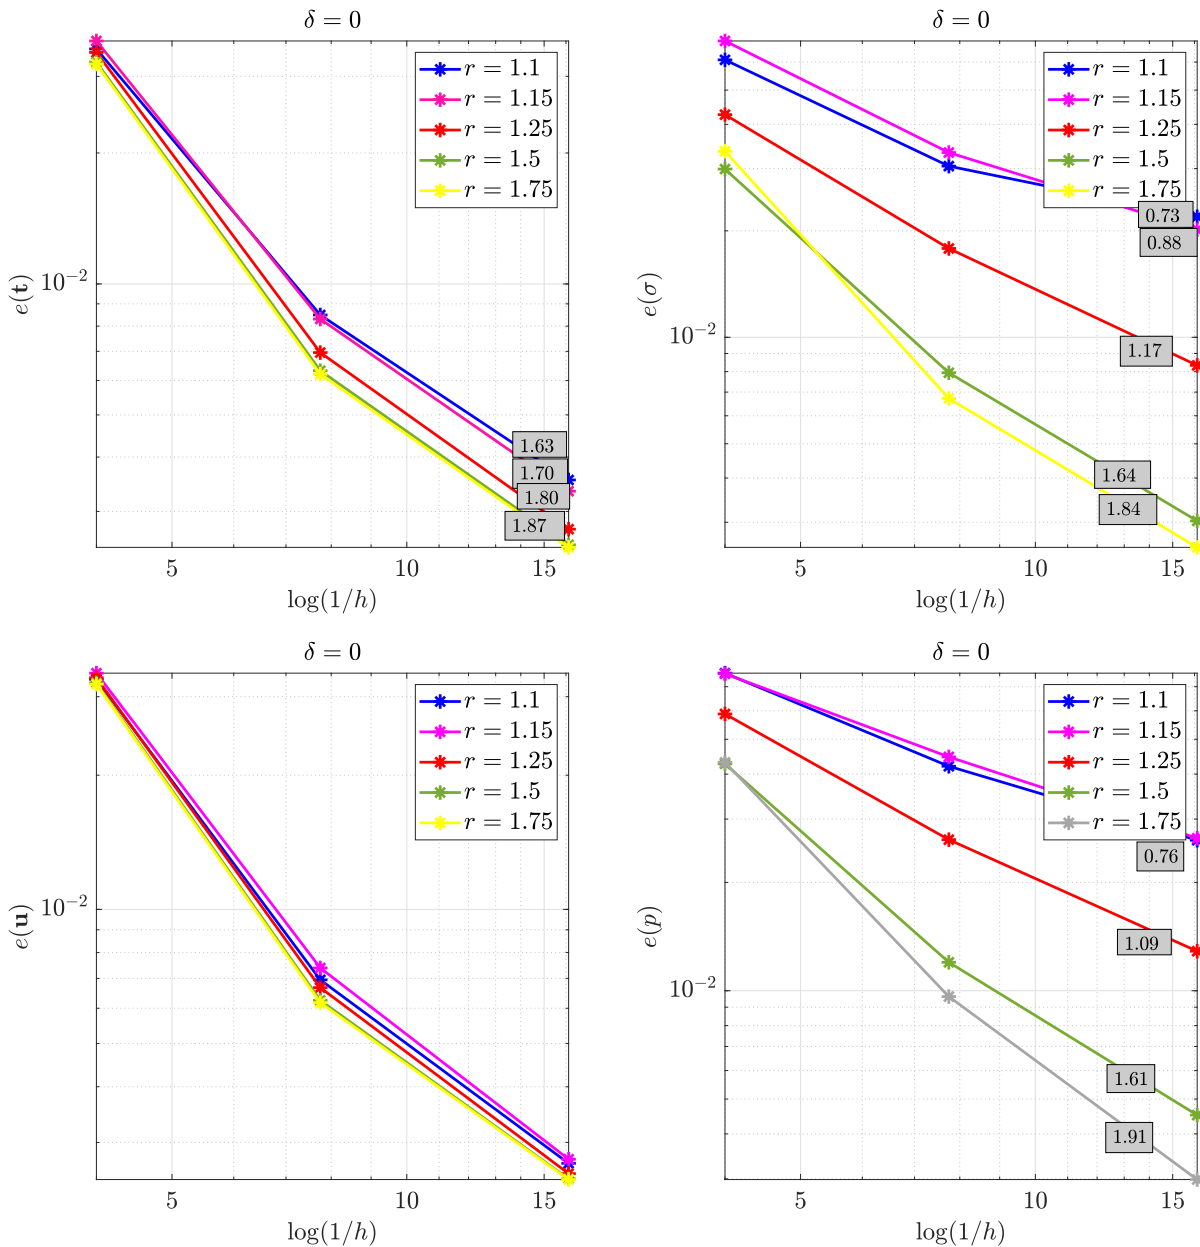 δ = 0
r = 1.1
r = 1.15
r = 1.25
r = 1.5
r = 1.75
1.63
1.70
1.80
1.87
10⁻²
e(t)
5 10 15
log(1/h)
δ = 0
r = 1.1
r = 1.15
r = 1.25
r = 1.5
r = 1.75
0.73
0.88
1.17
1.64
1.84
10⁻²
e(σ)
5 10 15
log(1/h)
δ = 0
r = 1.1
r = 1.15
r = 1.25
r = 1.5
r = 1.75
10⁻²
e(u)
5 10 15
log(1/h)
δ = 0
r = 1.1
r = 1.15
r = 1.25
r = 1.5
r = 1.75
0.76
1.09
1.61
1.91
10⁻²
e(p)
5 10 15
log(1/h)